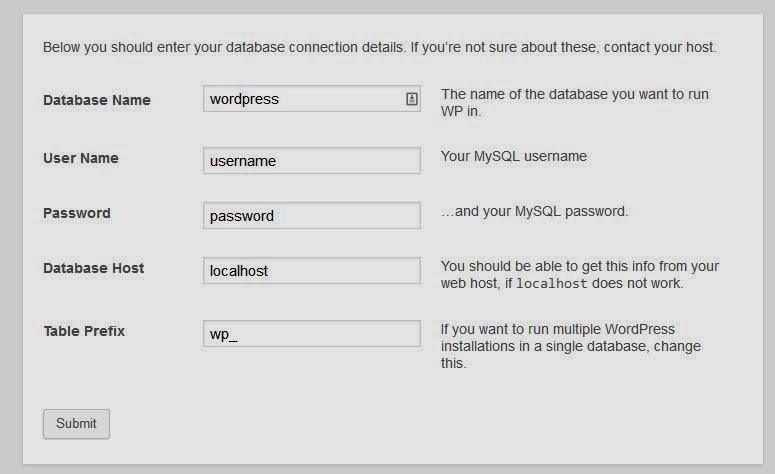 Below you should enter your database connection details. If you’re not sure about these, contact your host.
Database Name
wordpress
The name of the database you want to run
WP in.
User Name
username
Your MySQL username
Password
password
…and your MySQL password.
Database Host
localhost
You should be able to get this info from your
web host, if localhost does not work.
Table Prefix
wp_
If you want to run multiple WordPress
installations in a single database, change
this.
Submit